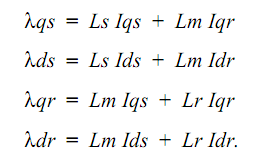 λqs = Ls Iqs + Lm Iqr
λds = Ls Ids + Lm Idr
λqr = Lm Iqs + Lr Iqr
λdr = Lm Ids + Lr Idr.